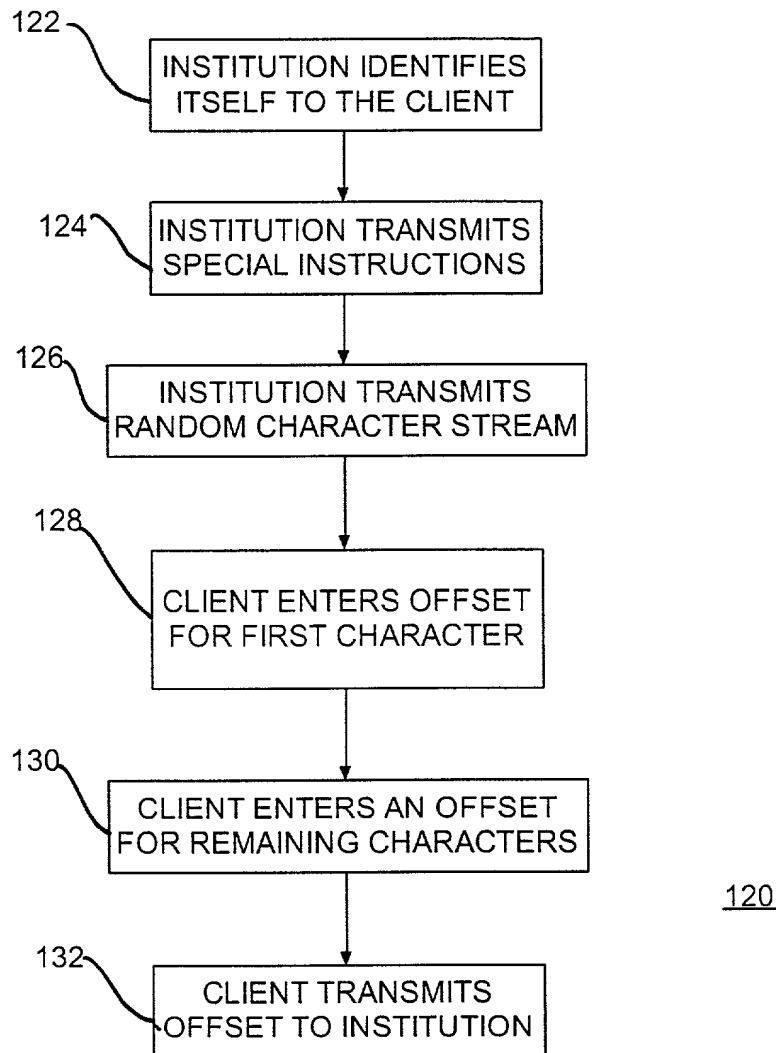 122
INSTITUTION IDENTIFIES
ITSELF TO THE CLIENT
124
INSTITUTION TRANSMITS
SPECIAL INSTRUCTIONS
126
INSTITUTION TRANSMITS
RANDOM CHARACTER STREAM
128
CLIENT ENTERS OFFSET
FOR FIRST CHARACTER
130
CLIENT ENTERS AN OFFSET
FOR REMAINING CHARACTERS
120
132
CLIENT TRANSMITS
OFFSET TO INSTITUTION